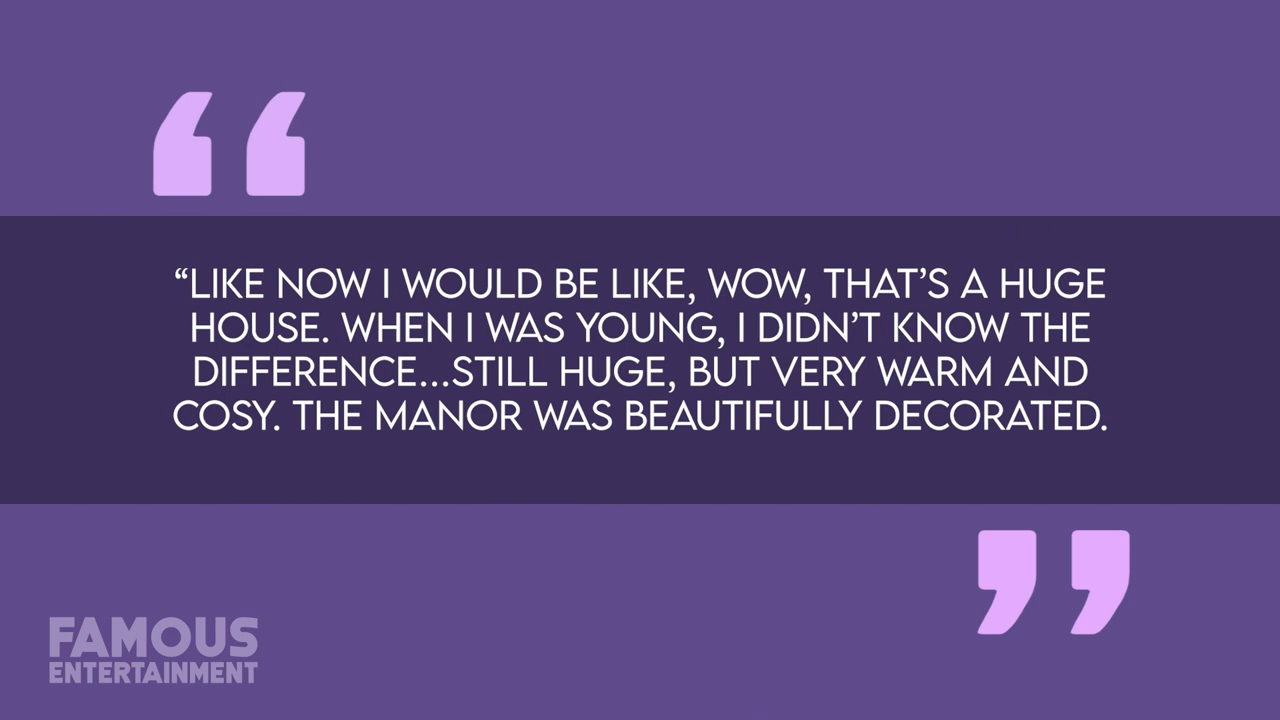 “LIKE NOW I WOULD BE LIKE, WOW, THAT’S A HUGE
HOUSE. WHEN I WAS YOUNG, I DIDN’T KNOW THE
DIFFERENCE...STILL HUGE, BUT VERY WARM AND
COSY. THE MANOR WAS BEAUTIFULLY DECORATED.
FAMOUS
ENTERTAINMENT